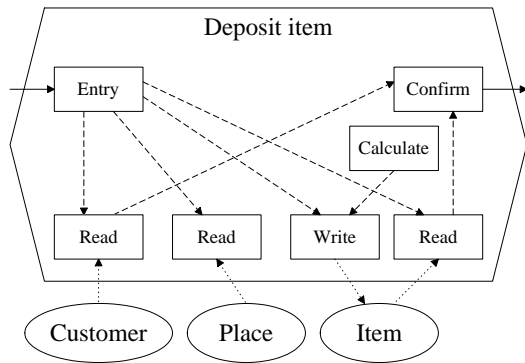 Deposit item
Entry
Confirm
Calculate
Read
Read
Write
Read
Customer
Place
Item